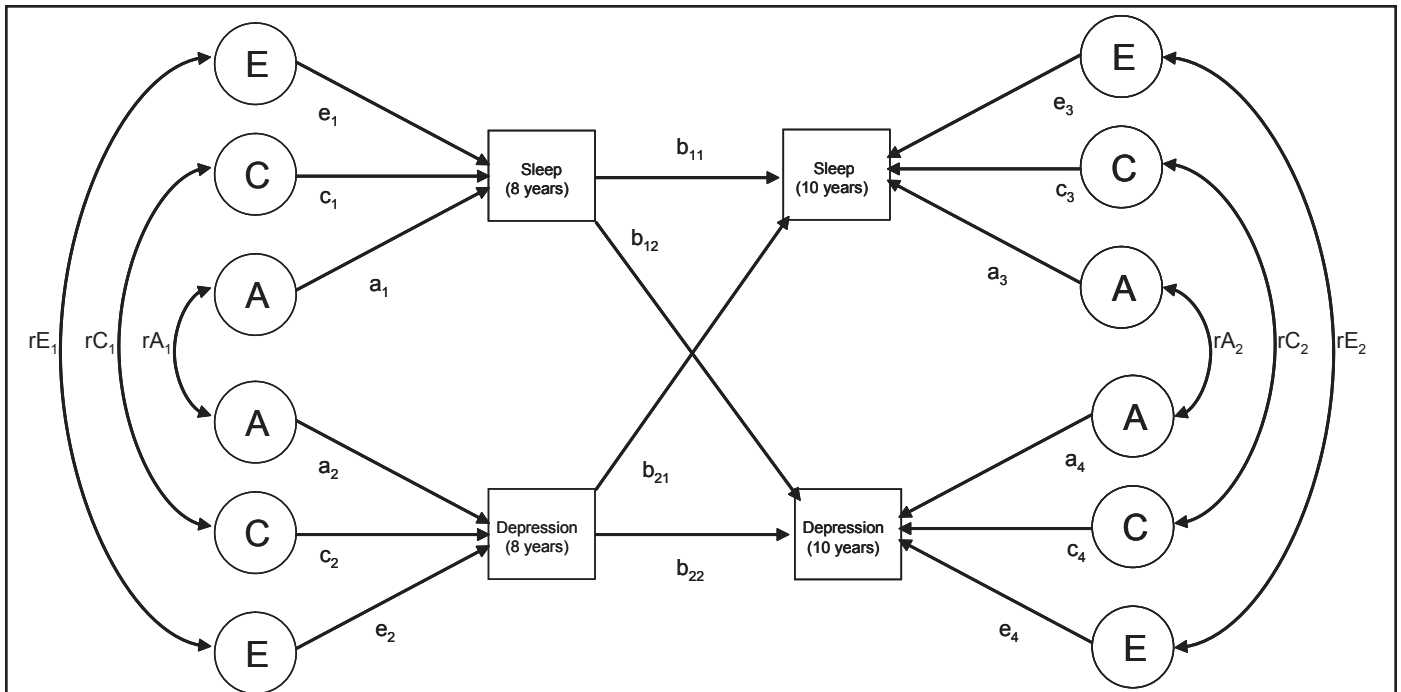 E
E
e₁
e₃
C
C
b₁₁
Sleep
(8 years)
Sleep
(10 years)
c₁
c₃
b₁₂
A
A
a₁
a₃
rE₁
rC₁
rA₁
rA₂
rC₂
rE₂
A
A
a₂
a₄
b₂₁
C
C
Depression
(8 years)
Depression
(10 years)
c₂
c₄
b₂₂
e₂
e₄
E
E